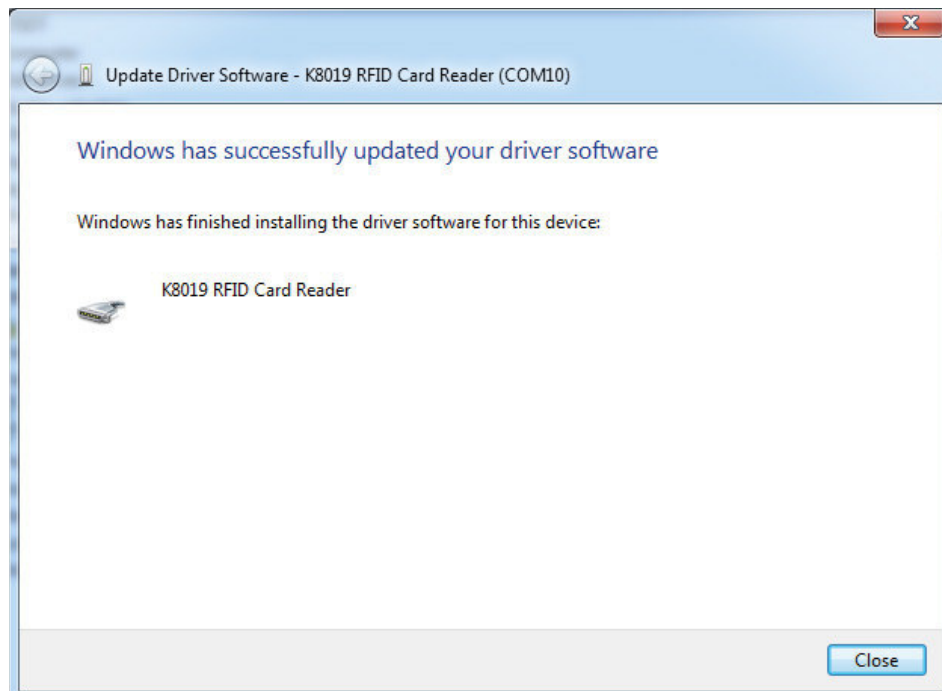 Update Driver Software - K8019 RFID Card Reader (COM10)
Windows has successfully updated your driver software
Windows has finished installing the driver software for this device:
K8019 RFID Card Reader
Close